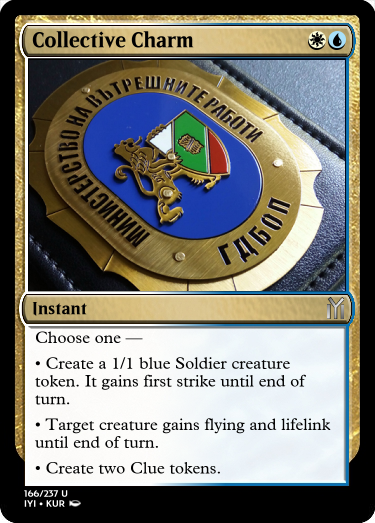 Collective Charm
МИНИСТЕРСТВО НА ВЪТРЕШНИТЕ РАБОТИ
ГДБОП
Instant
Choose one —
• Create a 1/1 blue Soldier creature
token. It gains first strike until end of
turn.
• Target creature gains flying and lifelink
until end of turn.
• Create two Clue tokens.
166/237 U
IYI • KUR